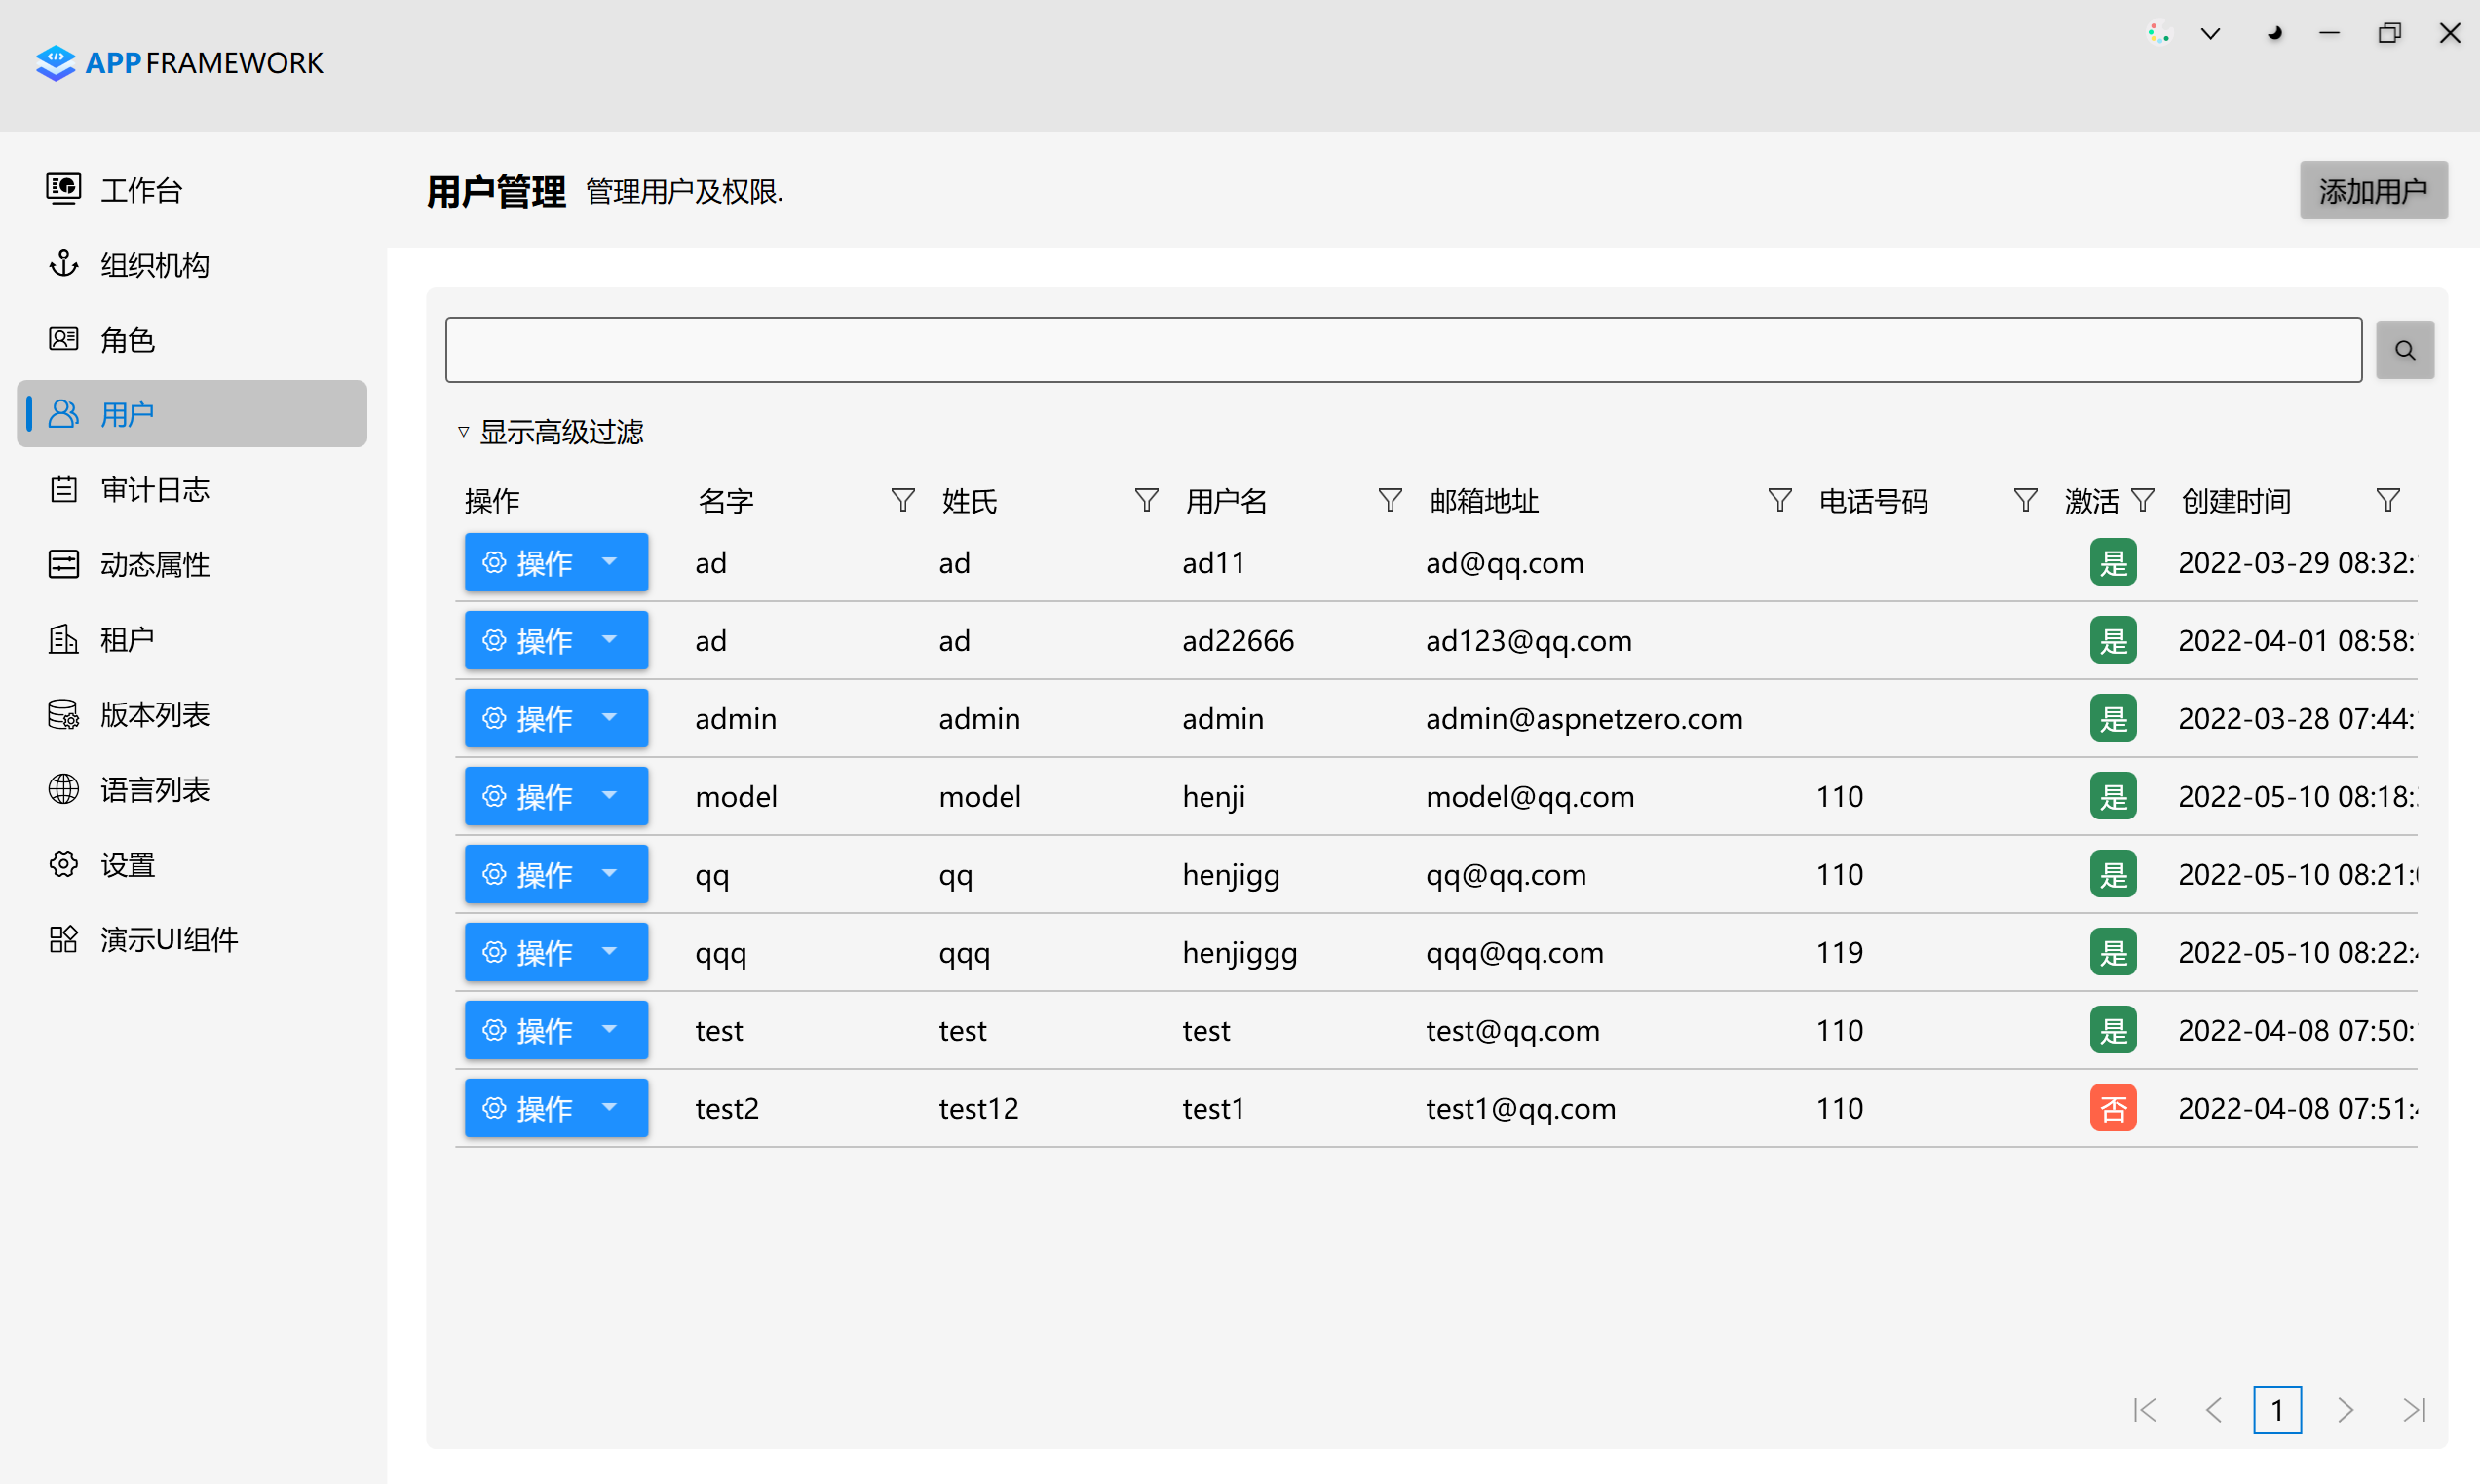 APP FRAMEWORK
工作台
组织机构
角色
用户
审计日志
动态属性
租户
版本列表
语言列表
设置
演示UI组件
用户管理 管理用户及权限.
添加用户
显示高级过滤
操作 名字 姓氏 用户名 邮箱地址 电话号码 激活 创建时间
操作 ad ad ad11 ad@qq.com 是 2022-03-29 08:32:
操作 ad ad ad22666 ad123@qq.com 是 2022-04-01 08:58:
操作 admin admin admin admin@aspnetzero.com 是 2022-03-28 07:44:
操作 model model henji model@qq.com 110 是 2022-05-10 08:18:
操作 qq qq henjigg qq@qq.com 110 是 2022-05-10 08:21:
操作 qqq qqq henjiggg qqq@qq.com 119 是 2022-05-10 08:22:
操作 test test test test@qq.com 110 是 2022-04-08 07:50:
操作 test2 test12 test1 test1@qq.com 110 否 2022-04-08 07:51:
1